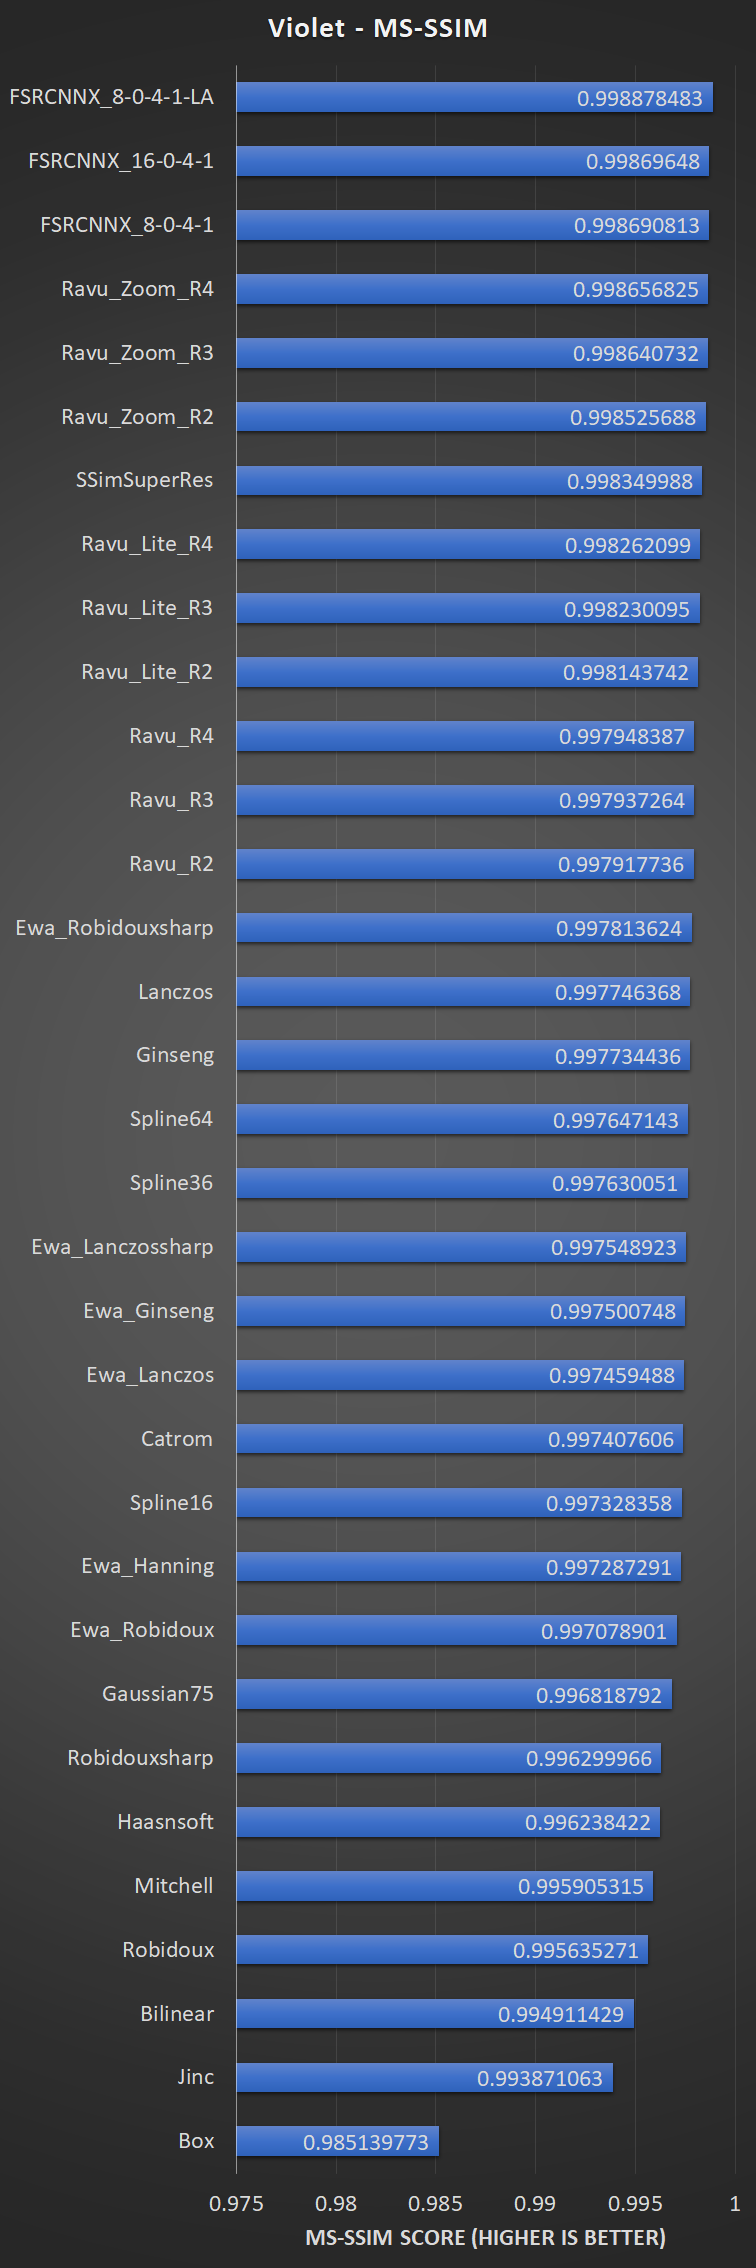 Violet - MS-SSIM
FSRCNNX_8-0-4-1-LA 0.998878483
FSRCNNX_16-0-4-1 0.99869648
FSRCNNX_8-0-4-1 0.998690813
Ravu_Zoom_R4 0.998656825
Ravu_Zoom_R3 0.998640732
Ravu_Zoom_R2 0.998525688
SSimSuperRes 0.998349988
Ravu_Lite_R4 0.998262099
Ravu_Lite_R3 0.998230095
Ravu_Lite_R2 0.998143742
Ravu_R4 0.997948387
Ravu_R3 0.997937264
Ravu_R2 0.997917736
Ewa_Robidouxsharp 0.997813624
Lanczos 0.997746368
Ginseng 0.997734436
Spline64 0.997647143
Spline36 0.997630051
Ewa_Lanczossharp 0.997548923
Ewa_Ginseng 0.997500748
Ewa_Lanczos 0.997459488
Catrom 0.997407606
Spline16 0.997328358
Ewa_Hanning 0.997287291
Ewa_Robidoux 0.997078901
Gaussian75 0.996818792
Robidouxsharp 0.996299966
Haasnsoft 0.996238422
Mitchell 0.995905315
Robidoux 0.995635271
Bilinear 0.994911429
Jinc 0.993871063
Box 0.985139773
0.975 0.98 0.985 0.99 0.995 1
MS-SSIM SCORE (HIGHER IS BETTER)